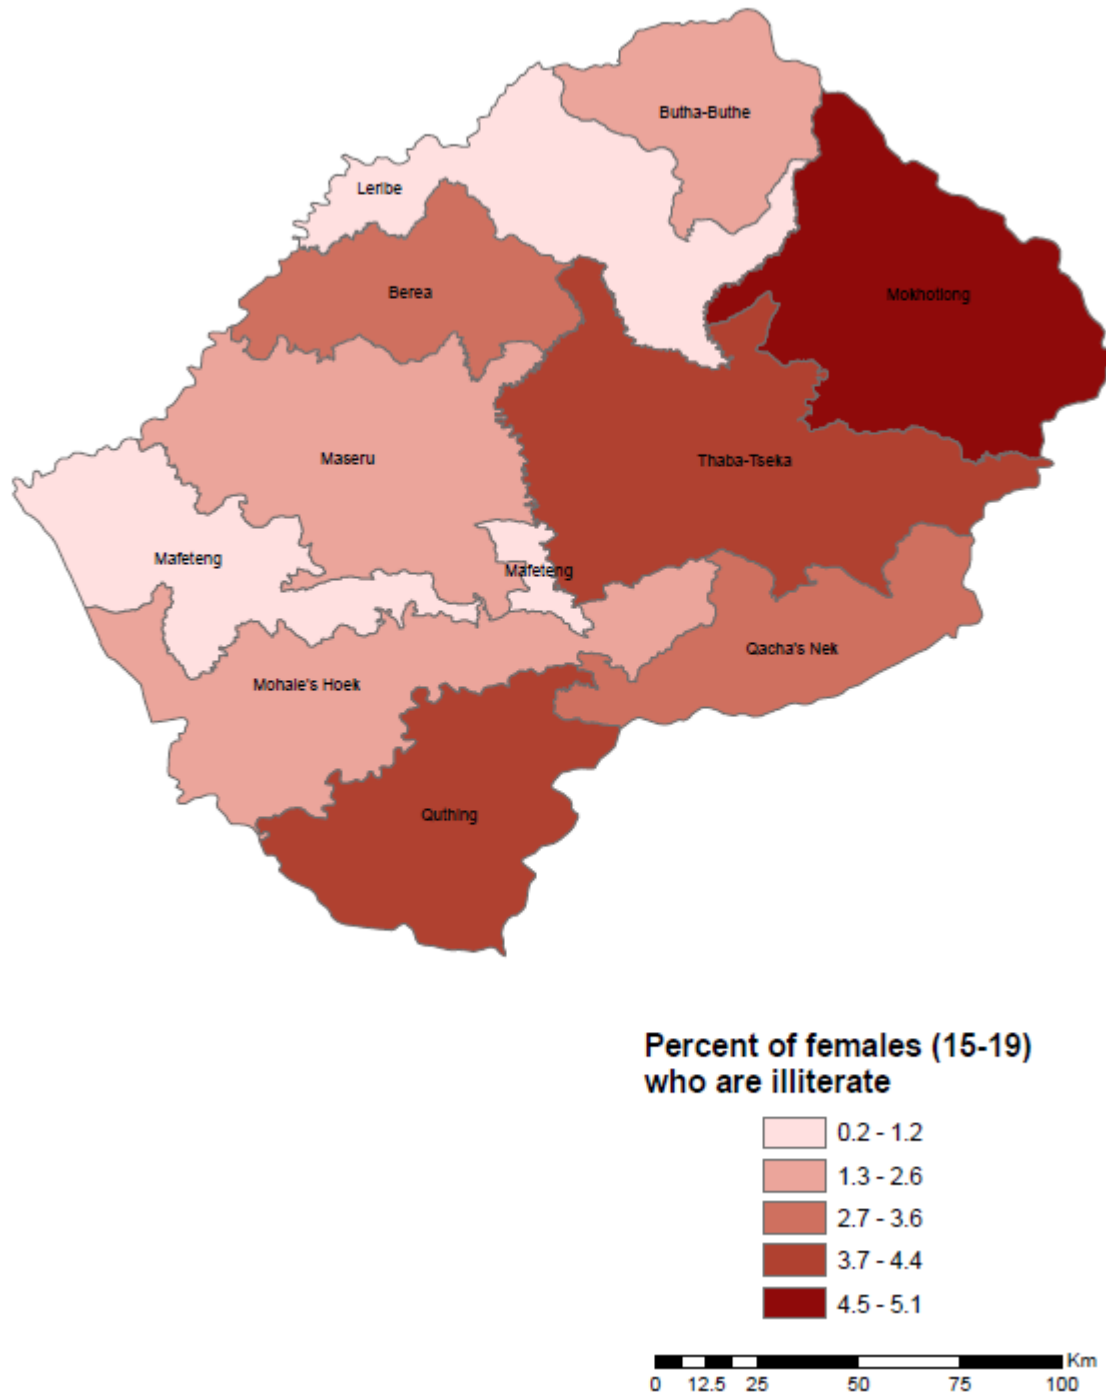 Butha-Buthe
Leribe
Berea
Mokhotlong
Maseru
Thaba-Tseka
Mafeteng
Mafeteng
Qacha's Nek
Mohale's Hoek
Quthing
Percent of females (15-19)
who are illiterate
0.2 - 1.2
1.3 - 2.6
2.7 - 3.6
3.7 - 4.4
4.5 - 5.1
Km
0 12.5 25 50 75 100